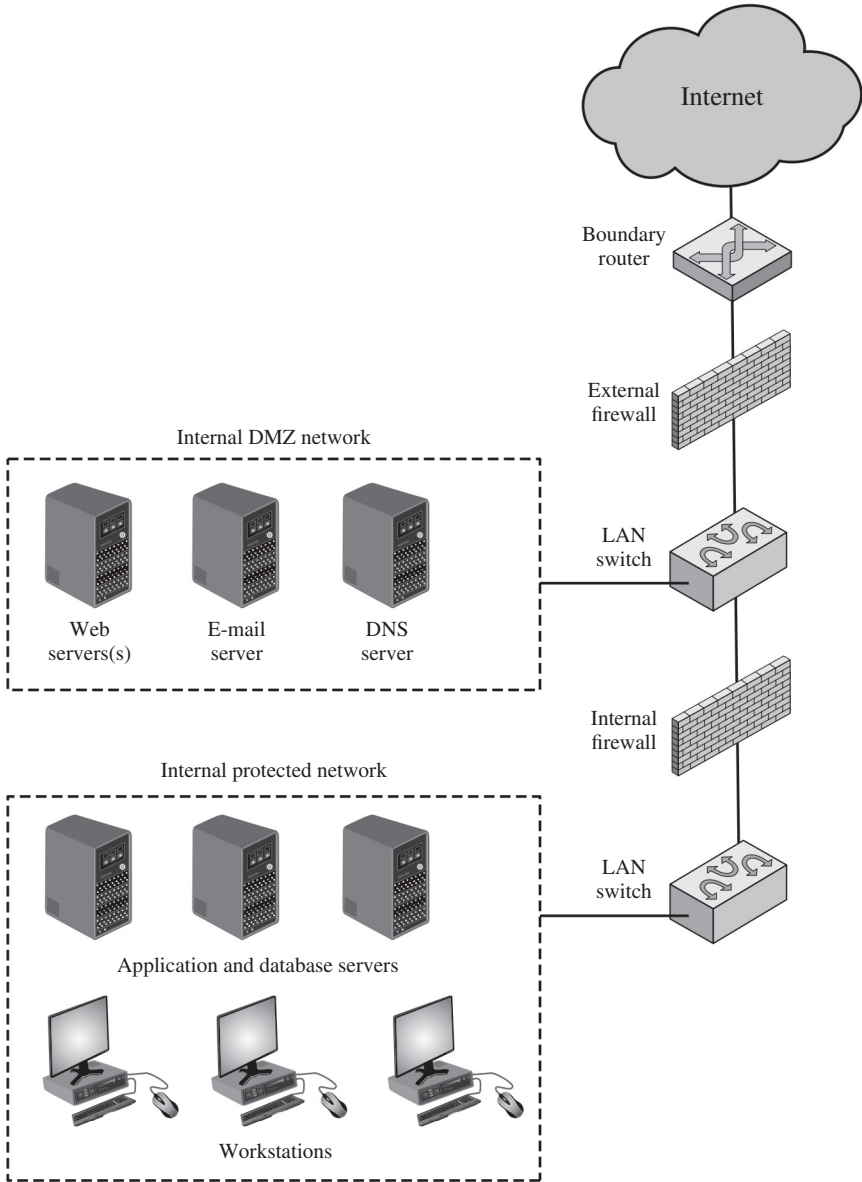 Internet
Boundary
router
External
firewall
Internal DMZ network
LAN
switch
Web
servers(s)
E-mail
server
DNS
server
Internal
firewall
Internal protected network
LAN
switch
Application and database servers
Workstations